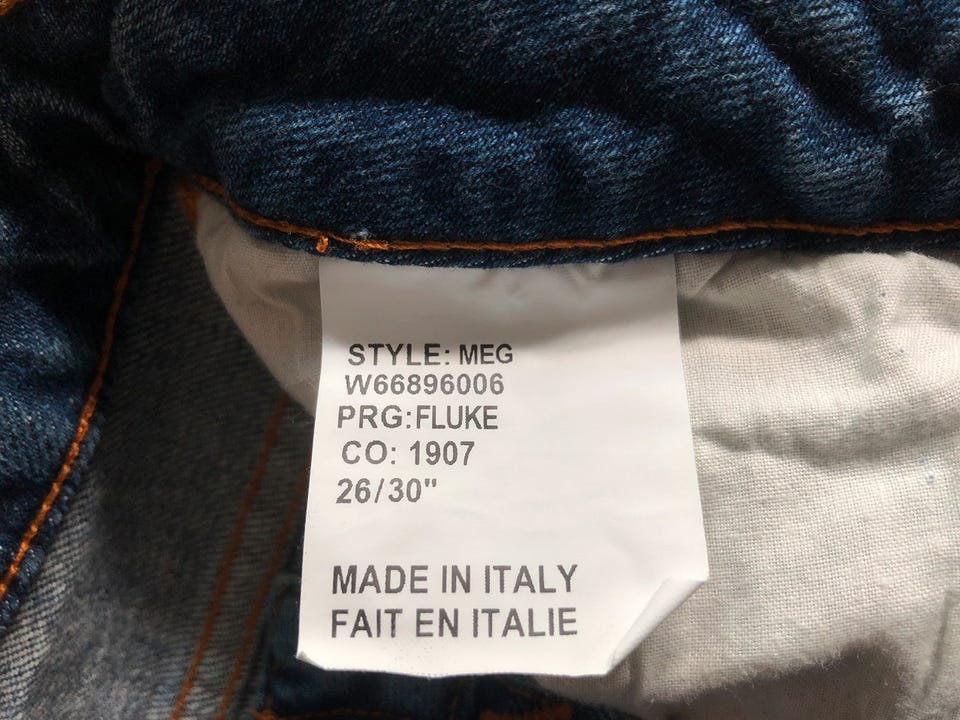 STYLE: MEG
W66896006
PRG:FLUKE
CO: 1907
26/30"
MADE IN ITALY
FAIT EN ITALIE